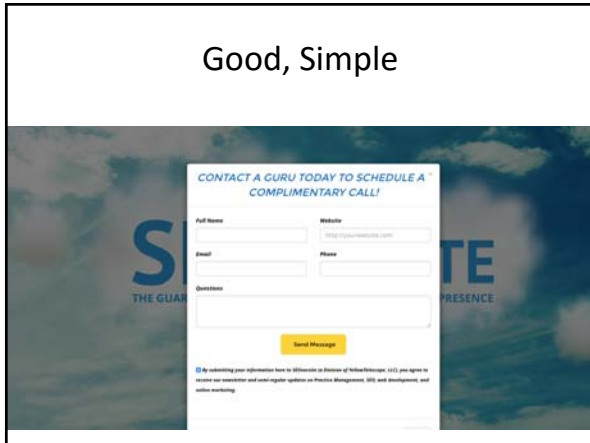 Good, Simple
CONTACT A GURU TODAY TO SCHEDULE A
COMPLIMENTARY CALL!
×
Full Name
Website
http://yourwebsite.com
Email
Phone
Questions
S
TE
THE GUAR
PRESENCE
Send Message
By submitting your information here to (a Division of YellowTelescope, LLC), you agree to
receive our newsletter and semi-regular updates on Practice Management, SEO, web development, and
online marketing